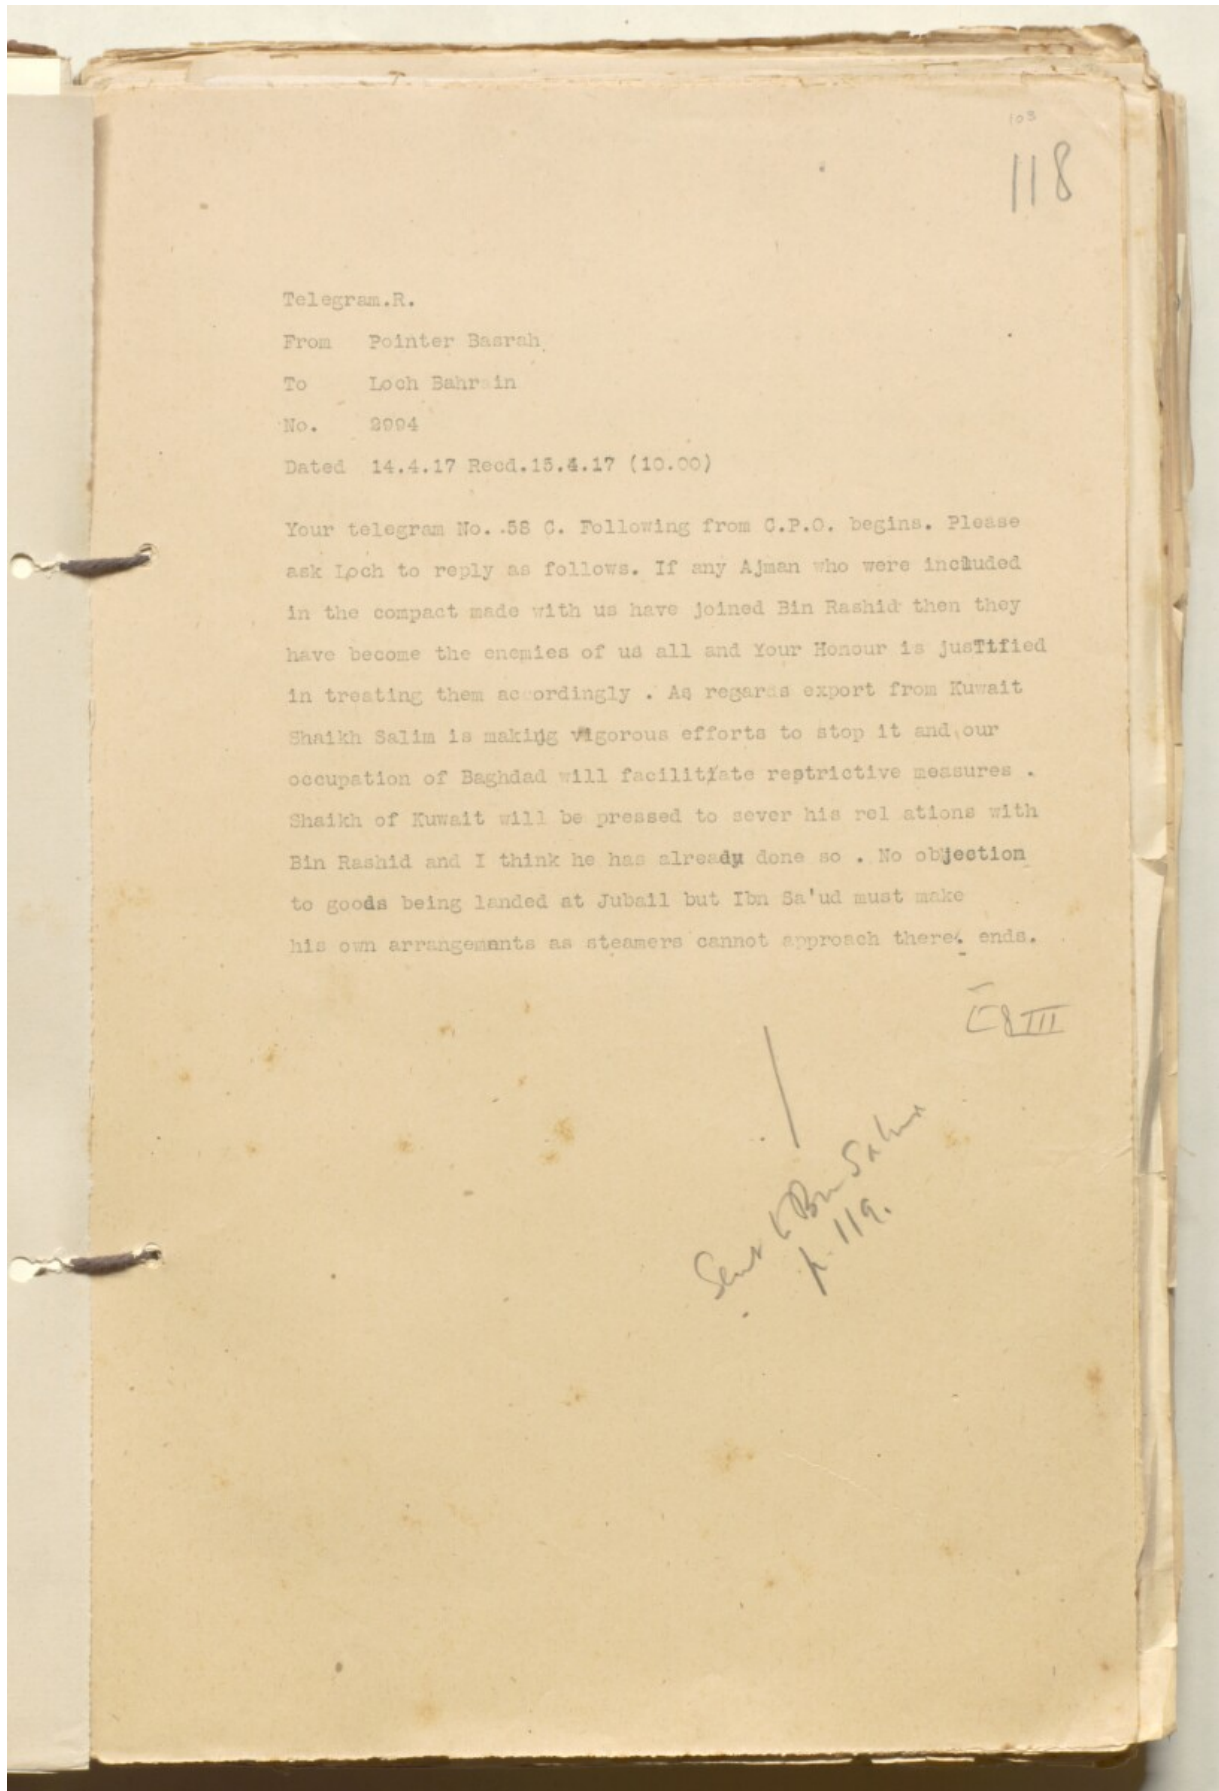 103
118
Telegram.R.
From Pointer Basrah
To Loch Bahrain
No. 2994
Dated 14.4.17 Recd.15.4.17 (10.00)
Your telegram No. 58 C. Following from C.P.O. begins. Please
ask Loch to reply as follows. If any Ajman who were included
in the compact made with us have joined Bin Rashid then they
have become the enemies of us all and Your Honour is jusTified
in treating them accordingly . As regards export from Kuwait
Shaikh Salim is making vigorous efforts to stop it and our
occupation of Baghdad will facilitate restrictive measures .
Shaikh of Kuwait will be pressed to sever his rel ations with
Bin Rashid and I think he has already done so . No objection
to goods being landed at Jubail but Ibn Sa'ud must make
his own arrangements as steamers cannot approach there. ends.
E 8 III
Sent to Bin Salim
p. 119.